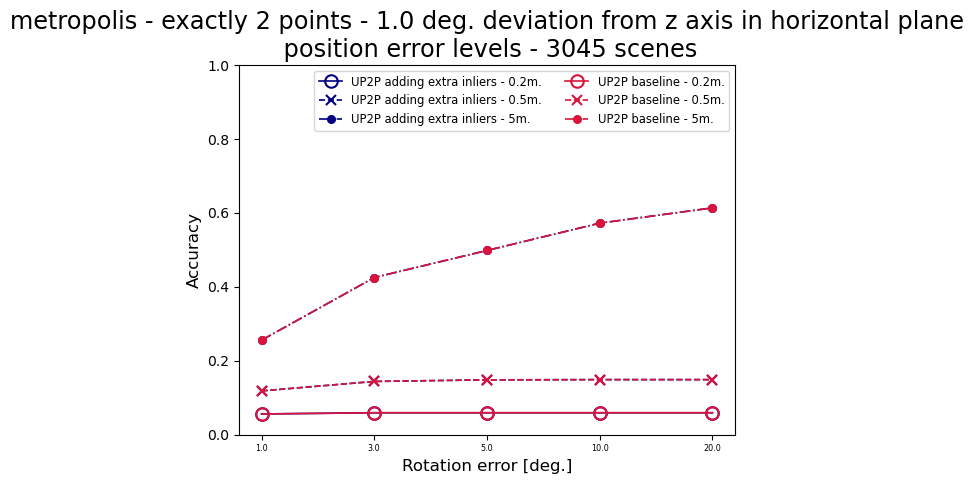 metropolis - exactly 2 points - 1.0 deg. deviation from z axis in horizontal plane
position error levels - 3045 scenes
UP2P adding extra inliers - 0.2m.
UP2P adding extra inliers - 0.5m.
UP2P adding extra inliers - 5m.
UP2P baseline - 0.2m.
UP2P baseline - 0.5m.
UP2P baseline - 5m.
Accuracy
1.0
0.8
0.6
0.4
0.2
0.0
1.0 3.0 5.0 10.0 20.0
Rotation error [deg.]